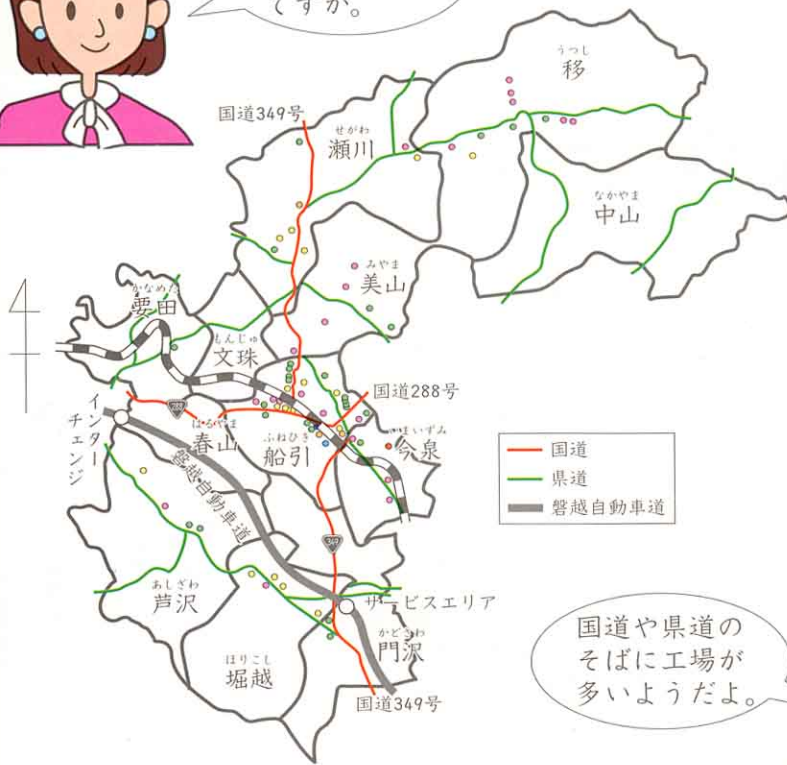 ですか。
うつし
移
国道349号
せがわ
瀬川
なかやま
中山
みやま
美山
かなめた
要田
もんじゅ
文珠
国道288号
インター
チェンジ
288
はるやま
春山
ふねひき
船引
いまいずみ
今泉
磐越自動車道
国道
県道
磐越自動車道
349
あしざわ
芦沢
サービスエリア
かどさわ
門沢
ほりこし
堀越
国道349号
国道や県道の
そばに工場が
多いようだよ。